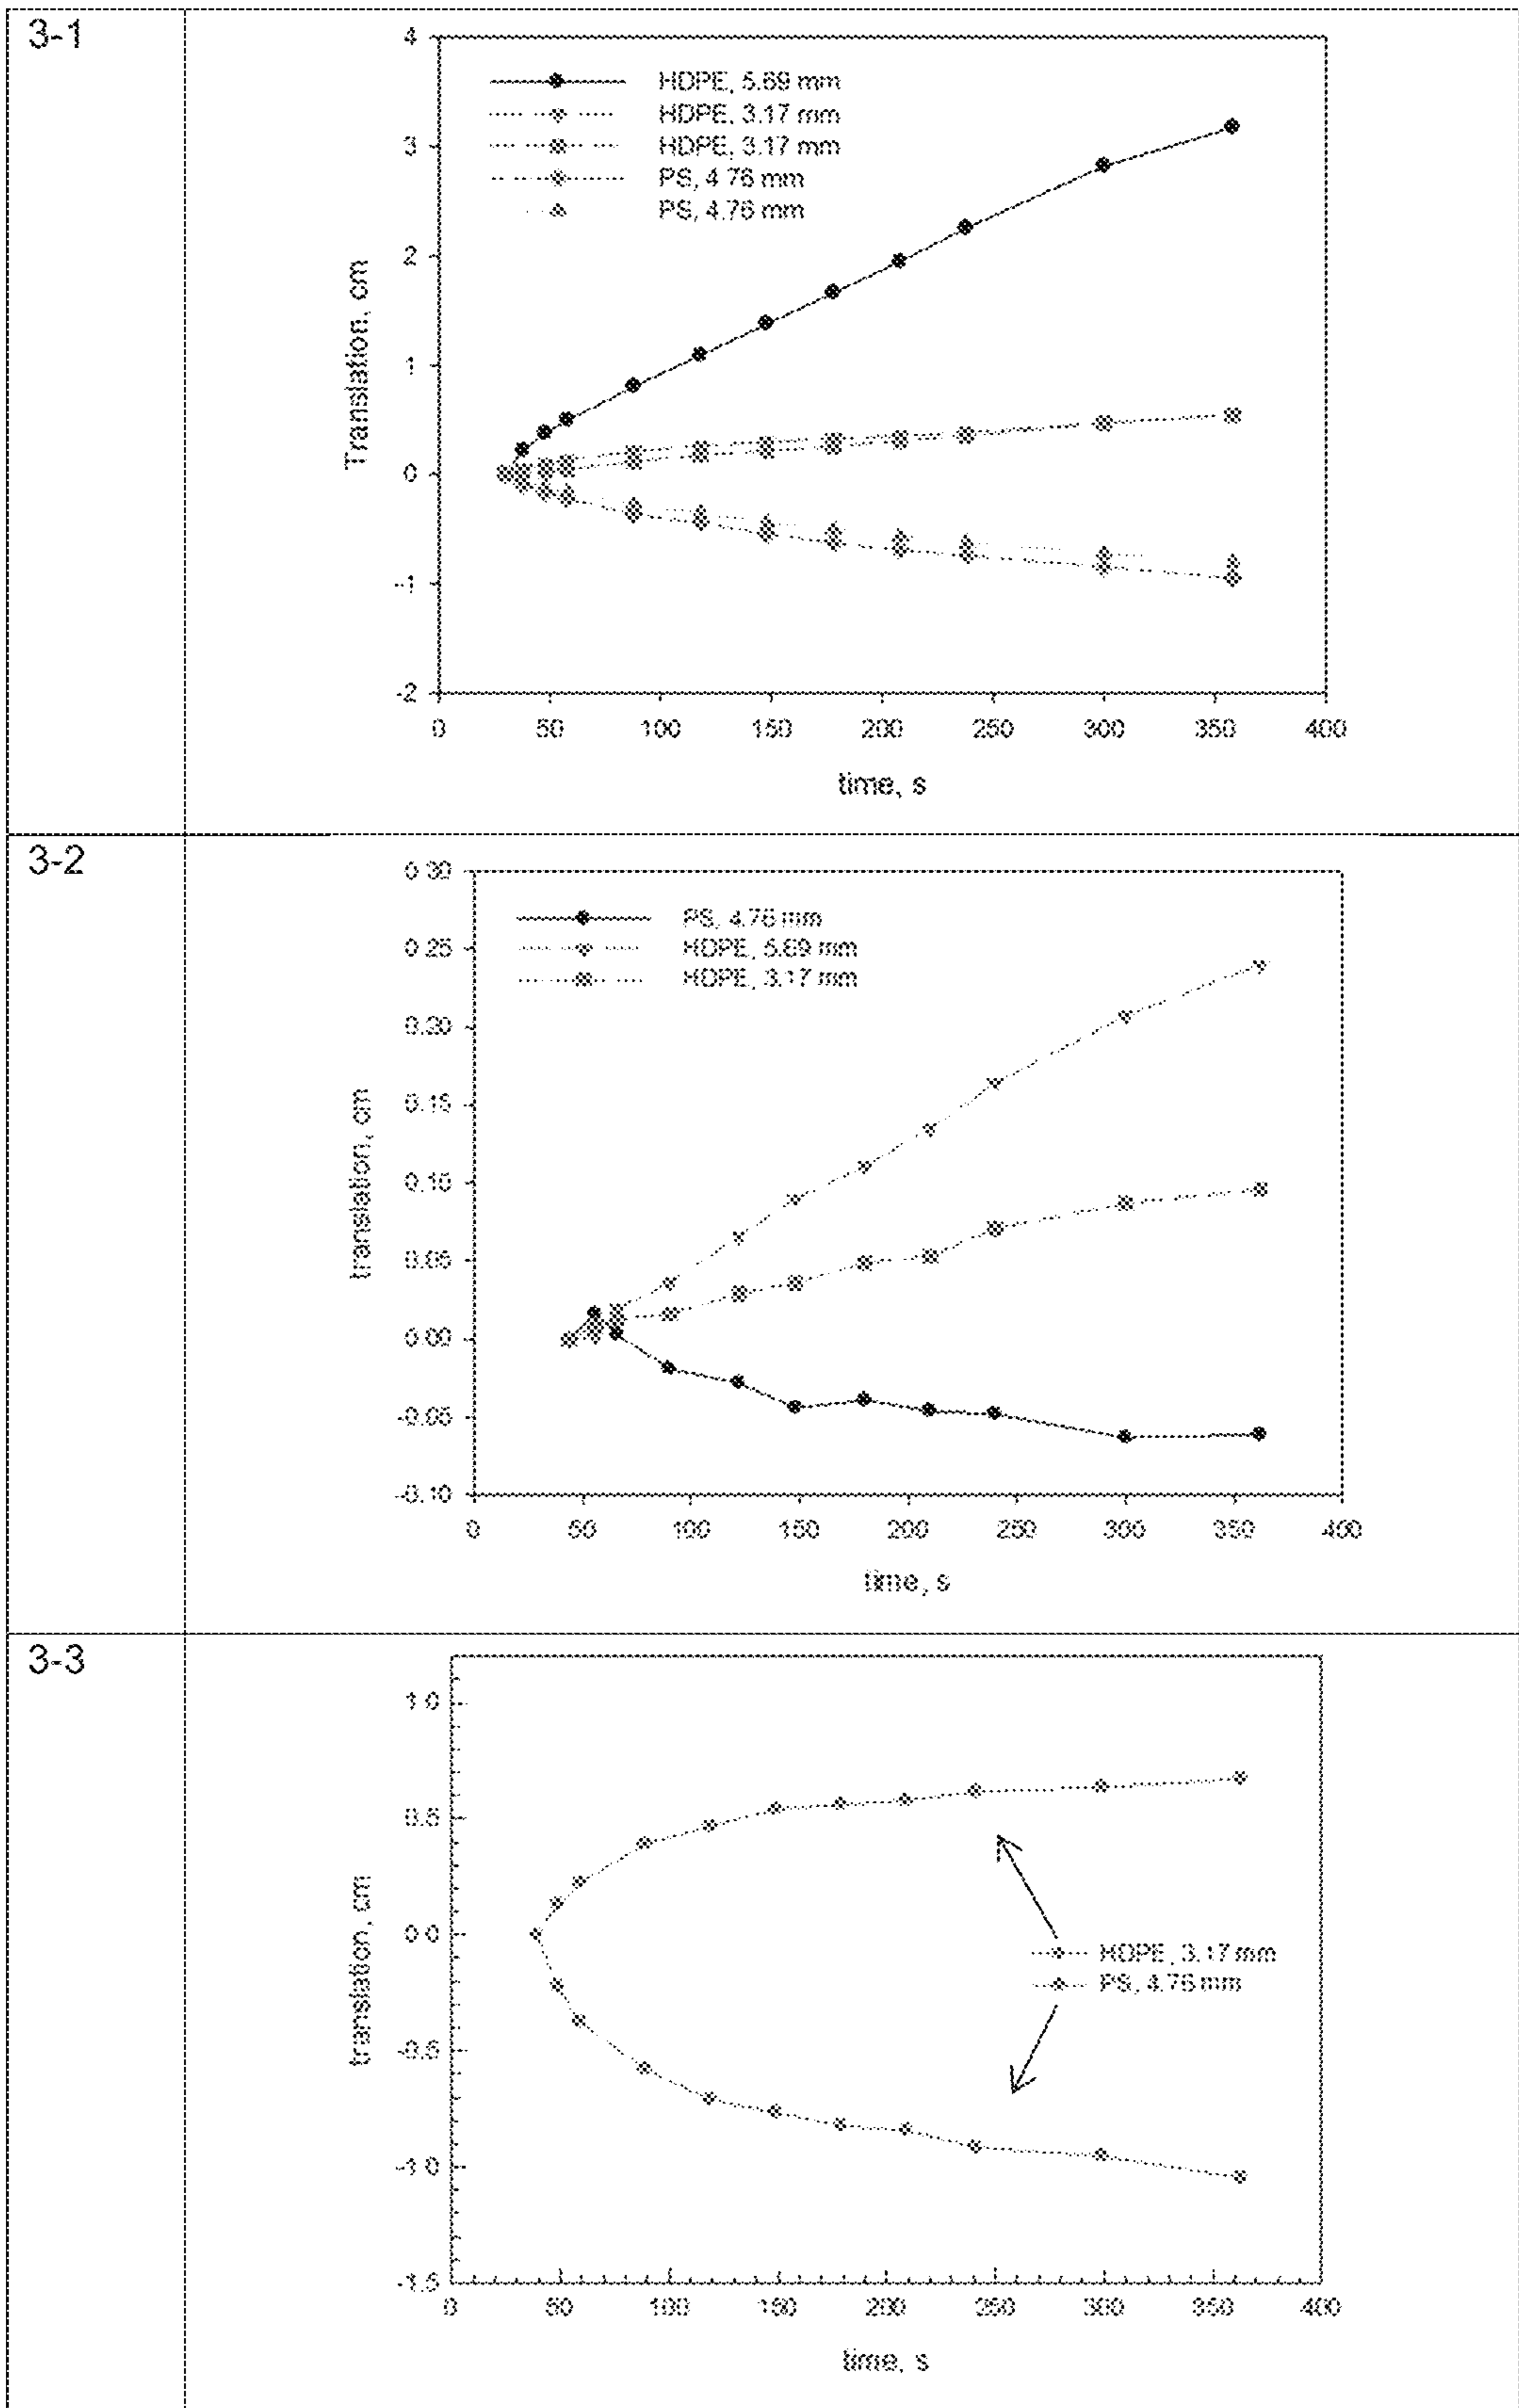 3-1
4
HDPE, 5.69 mm
HDPE, 3.17 mm
HDPE, 3.17 mm
PS, 4.76 mm
PS, 4.76 mm
3
2
1
0
-1
-2
Translation, cm
0 50 100 150 200 250 300 350 400
time, s
3-2
0.30
PS, 4.76 mm
0.25
HDPE, 5.69 mm
HDPE, 3.17 mm
0.20
0.15
0.10
0.05
0.00
-0.05
-0.10
translation, cm
0 50 100 150 200 250 300 350 400
time, s
3-3
1.0
0.5
0.0
HDPE, 3.17 mm
PS, 4.76 mm
-0.5
-1.0
-1.5
translation, cm
0 50 100 150 200 250 300 350 400
time, s